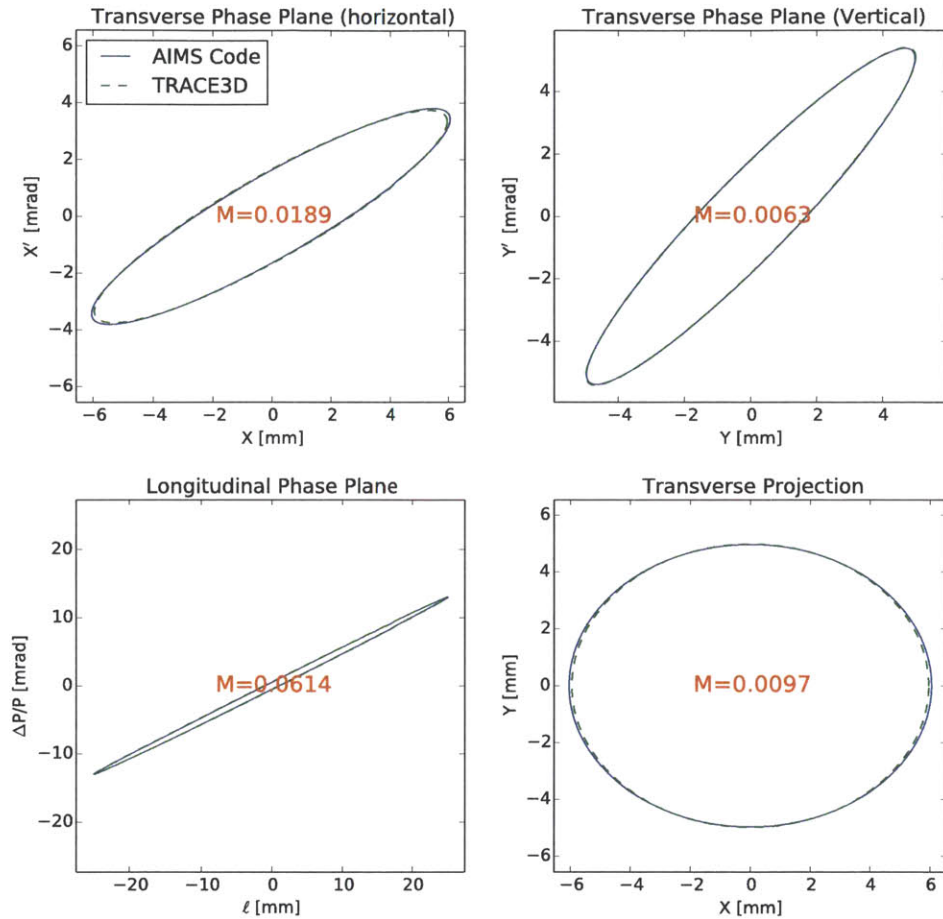 Transverse Phase Plane (horizontal)
AIMS Code
TRACE3D
M=0.0189
X′ [mrad]
6
4
2
0
−2
−4
−6
−6 −4 −2 0 2 4 6
X [mm]
Transverse Phase Plane (Vertical)
M=0.0063
Y′ [mrad]
4
2
0
−2
−4
−4 −2 0 2 4
Y [mm]
Longitudinal Phase Plane
M=0.0614
ΔP/P [mrad]
20
10
0
−10
−20
−20 −10 0 10 20
ℓ [mm]
Transverse Projection
M=0.0097
Y [mm]
6
4
2
0
−2
−4
−6
−6 −4 −2 0 2 4 6
X [mm]